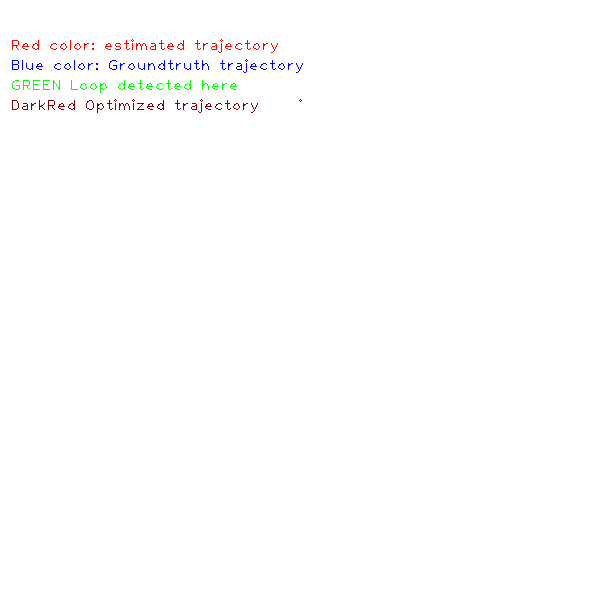 Red color: estimated trajectory
Blue color: Groundtruth trajectory
GREEN Loop detected here
DarkRed Optimized trajectory